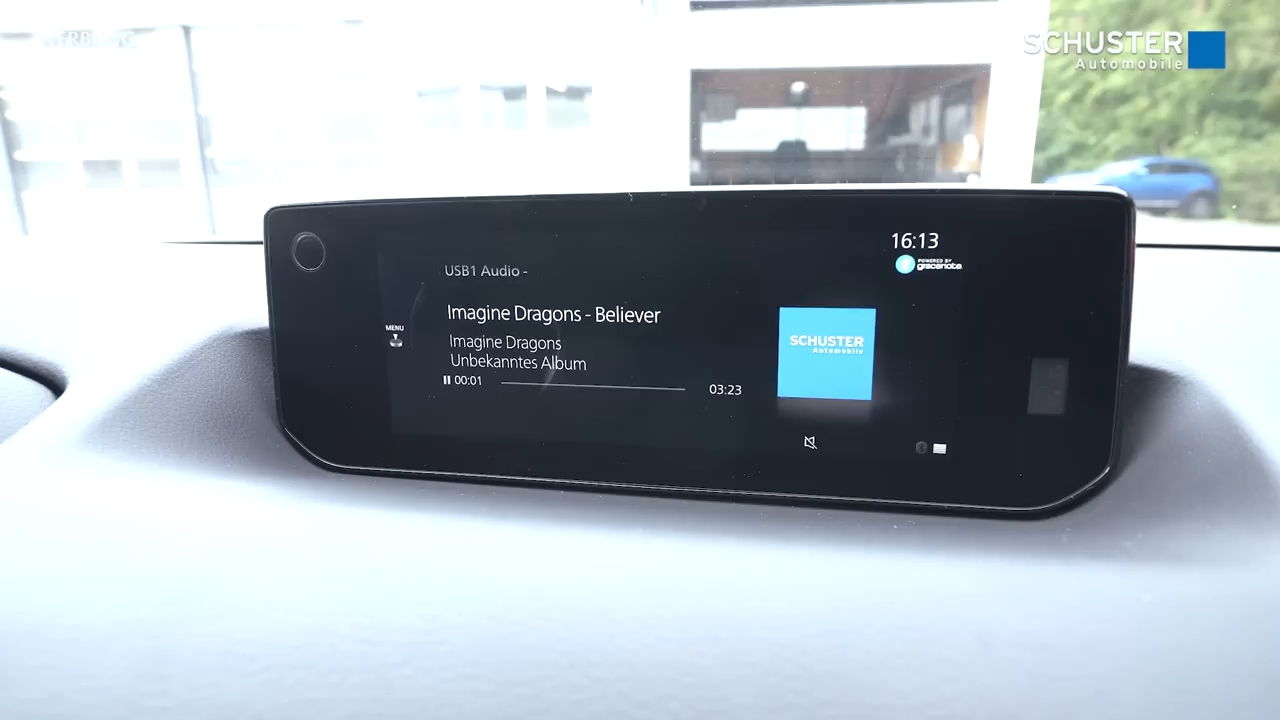 WERBUNG
SCHUSTER
Automobile
16:13
POWERED BY
gracenote
USB1 Audio -
Imagine Dragons - Believer
MENU
Imagine Dragons
Unbekanntes Album
00:01
03:23
SCHUSTER
Automobile